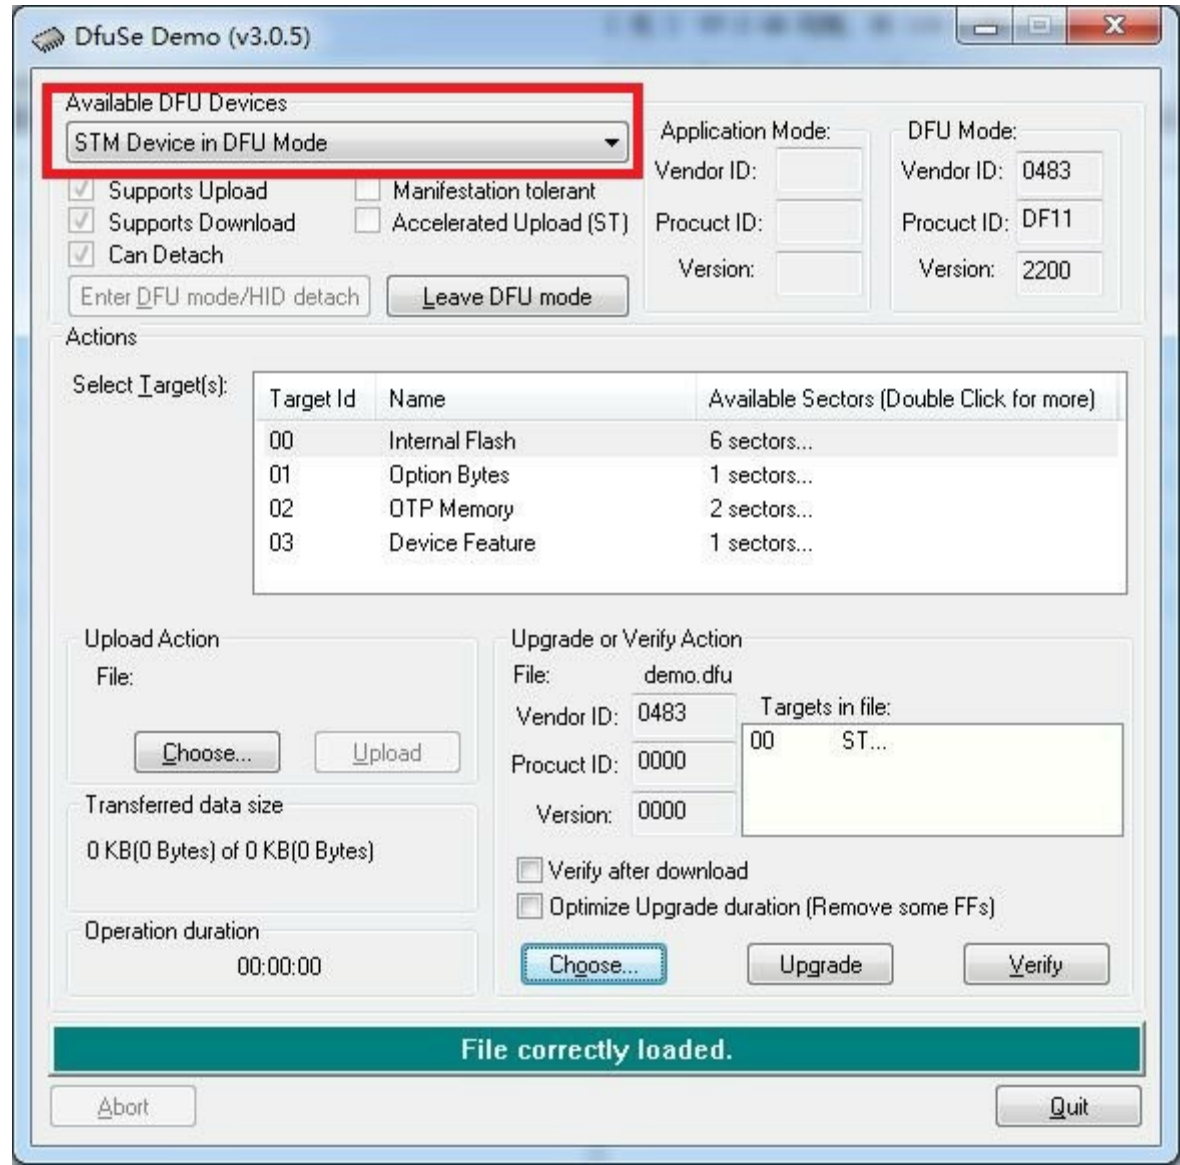 DfuSe Demo (v3.0.5)
Available DFU Devices
STM Device in DFU Mode
Supports Upload
Manifestation tolerant
Supports Download
Accelerated Upload (ST)
Can Detach
Enter DFU mode/HID detach
Leave DFU mode
Application Mode:
Vendor ID:
Procuct ID:
Version:
DFU Mode:
Vendor ID: 0483
Procuct ID: DF11
Version: 2200
Actions
Select Target(s):
Target Id Name Available Sectors (Double Click for more)
00 Internal Flash 6 sectors...
01 Option Bytes 1 sectors...
02 OTP Memory 2 sectors...
03 Device Feature 1 sectors...
Upload Action
File:
Choose...
Upload
Transferred data size
0 KB(0 Bytes) of 0 KB(0 Bytes)
Operation duration
00:00:00
Upgrade or Verify Action
File: demo.dfu
Vendor ID: 0483
Procuct ID: 0000
Version: 0000
Targets in file:
00 ST...
Verify after download
Optimize Upgrade duration (Remove some FFs)
Choose...
Upgrade
Verify
File correctly loaded.
Abort
Quit